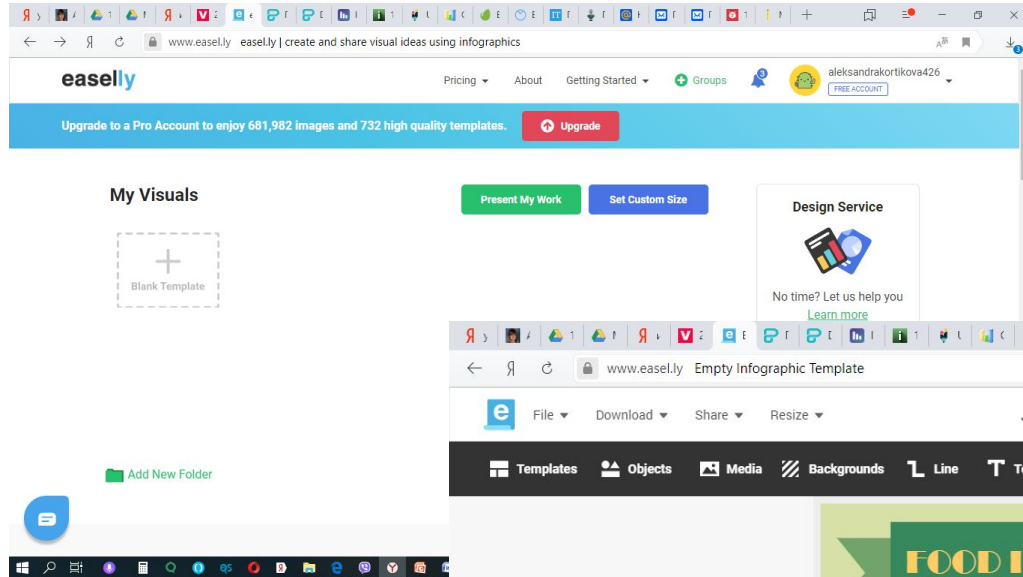 www.easel.ly easel.ly | create and share visual ideas using infographics
easelly
Pricing About Getting Started Groups 3 aleksandrakortikova426
FREE ACCOUNT
Upgrade to a Pro Account to enjoy 681,982 images and 732 high quality templates. Upgrade
My Visuals
Present My Work Set Custom Size
Design Service
Blank Template
No time? Let us help you
Learn more
www.easel.ly Empty Infographic Template
e File Download Share Resize
Templates Objects Media Backgrounds Line
Add New Folder
FOOD